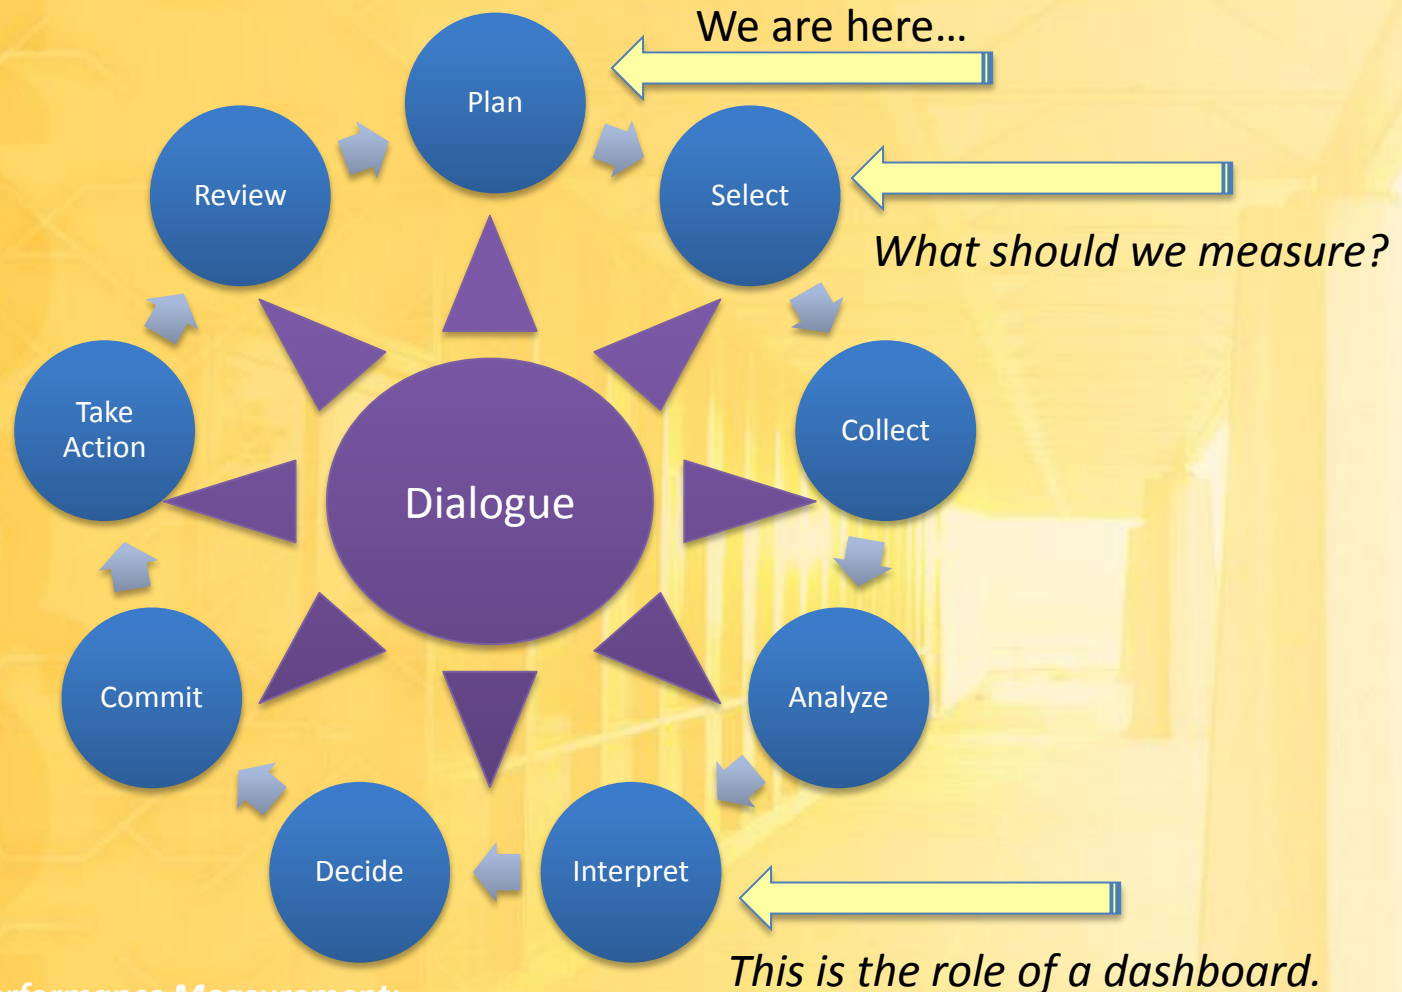 We are here…
Plan
Review
Select
What should we measure?
Take
Action
Collect
Dialogue
Commit
Analyze
Decide
Interpret
This is the role of a dashboard.
Measurement: